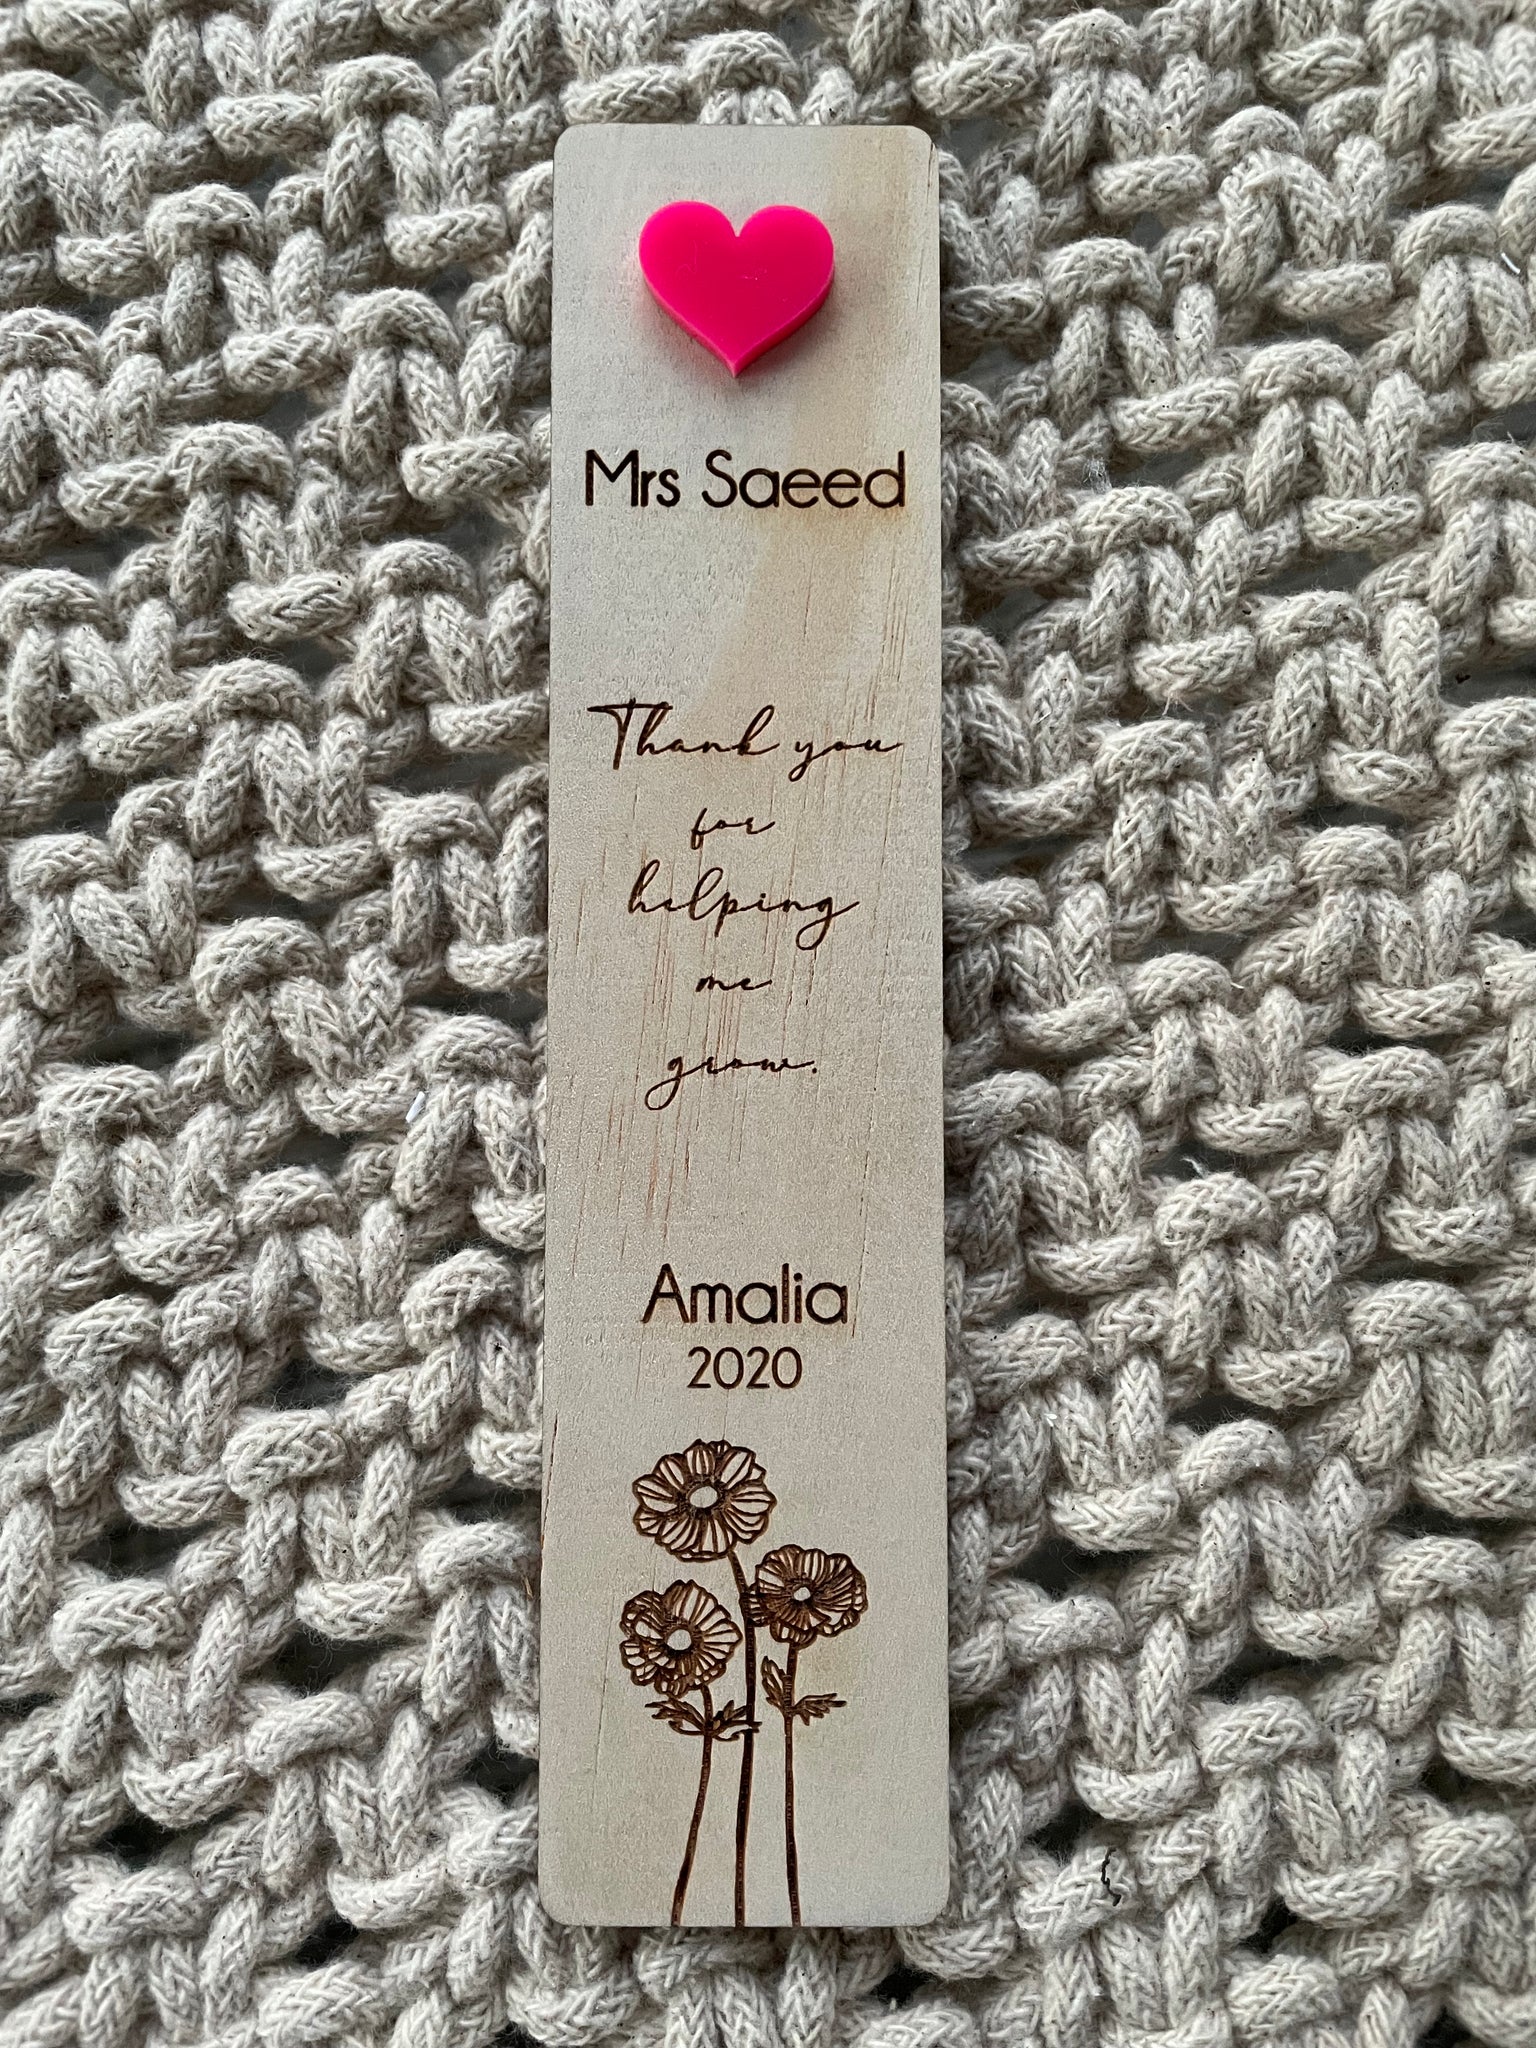 Mrs Saeed
Thank you
for
helping
me
grow.
Amalia
2020